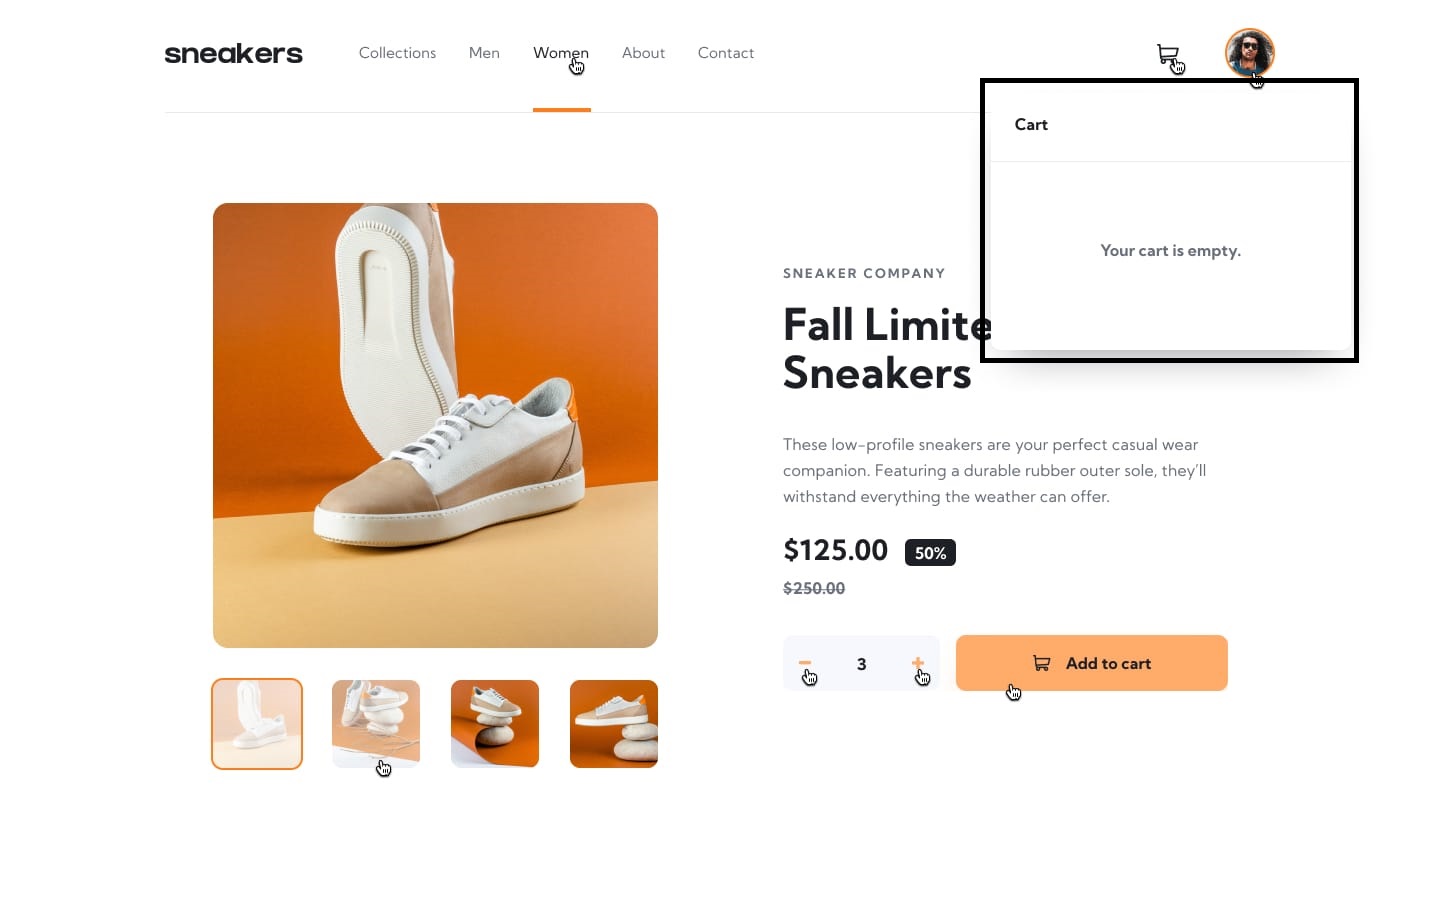 sneakers
Collections
Men
Women
About
Contact
Cart
Your cart is empty.
SNEAKER COMPANY
Fall Limite
Sneakers
These low-profile sneakers are your perfect casual wear
companion. Featuring a durable rubber outer sole, they'll
withstand everything the weather can offer.
$125.00 50%
$250.00
3
Add to cart